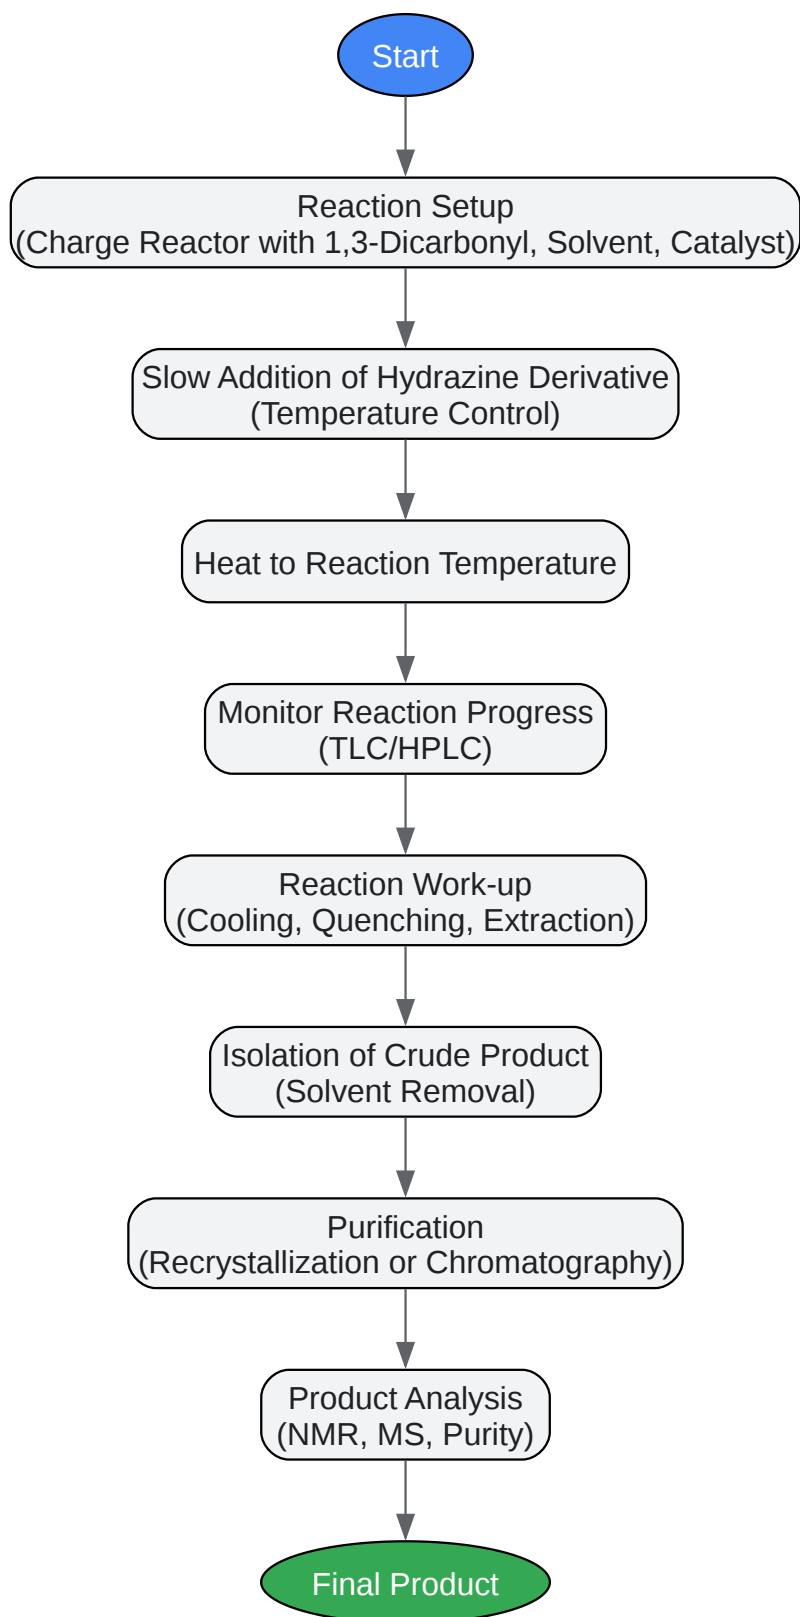 Start
Reaction Setup
(Charge Reactor with 1,3-Dicarbonyl, Solvent, Catalyst)
Slow Addition of Hydrazine Derivative
(Temperature Control)
Heat to Reaction Temperature
Monitor Reaction Progress
(TLC/HPLC)
Reaction Work-up
(Cooling, Quenching, Extraction)
Isolation of Crude Product
(Solvent Removal)
Purification
(Recrystallization or Chromatography)
Product Analysis
(NMR, MS, Purity)
Final Product